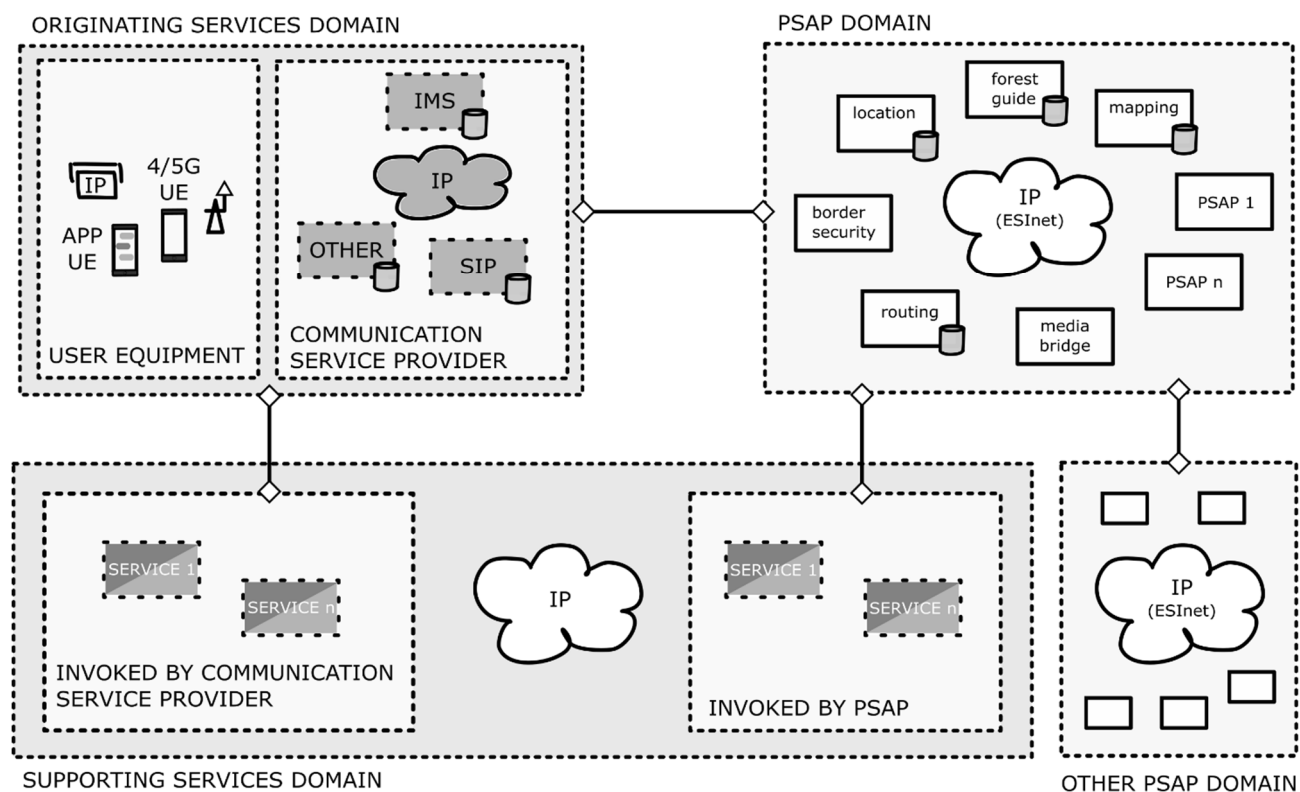 ORIGINATING SERVICES DOMAIN
PSAP DOMAIN
IP
4/5G
UE
APP
UE
USER EQUIPMENT
IMS
IP
OTHER
SIP
COMMUNICATION
SERVICE PROVIDER
location
forest
guide
mapping
border
security
IP
(ESInet)
PSAP 1
PSAP n
routing
media
bridge
SERVICE 1
SERVICE n
INVOKED BY COMMUNICATION
SERVICE PROVIDER
IP
SERVICE 1
SERVICE n
INVOKED BY PSAP
IP
(ESInet)
SUPPORTING SERVICES DOMAIN
OTHER PSAP DOMAIN